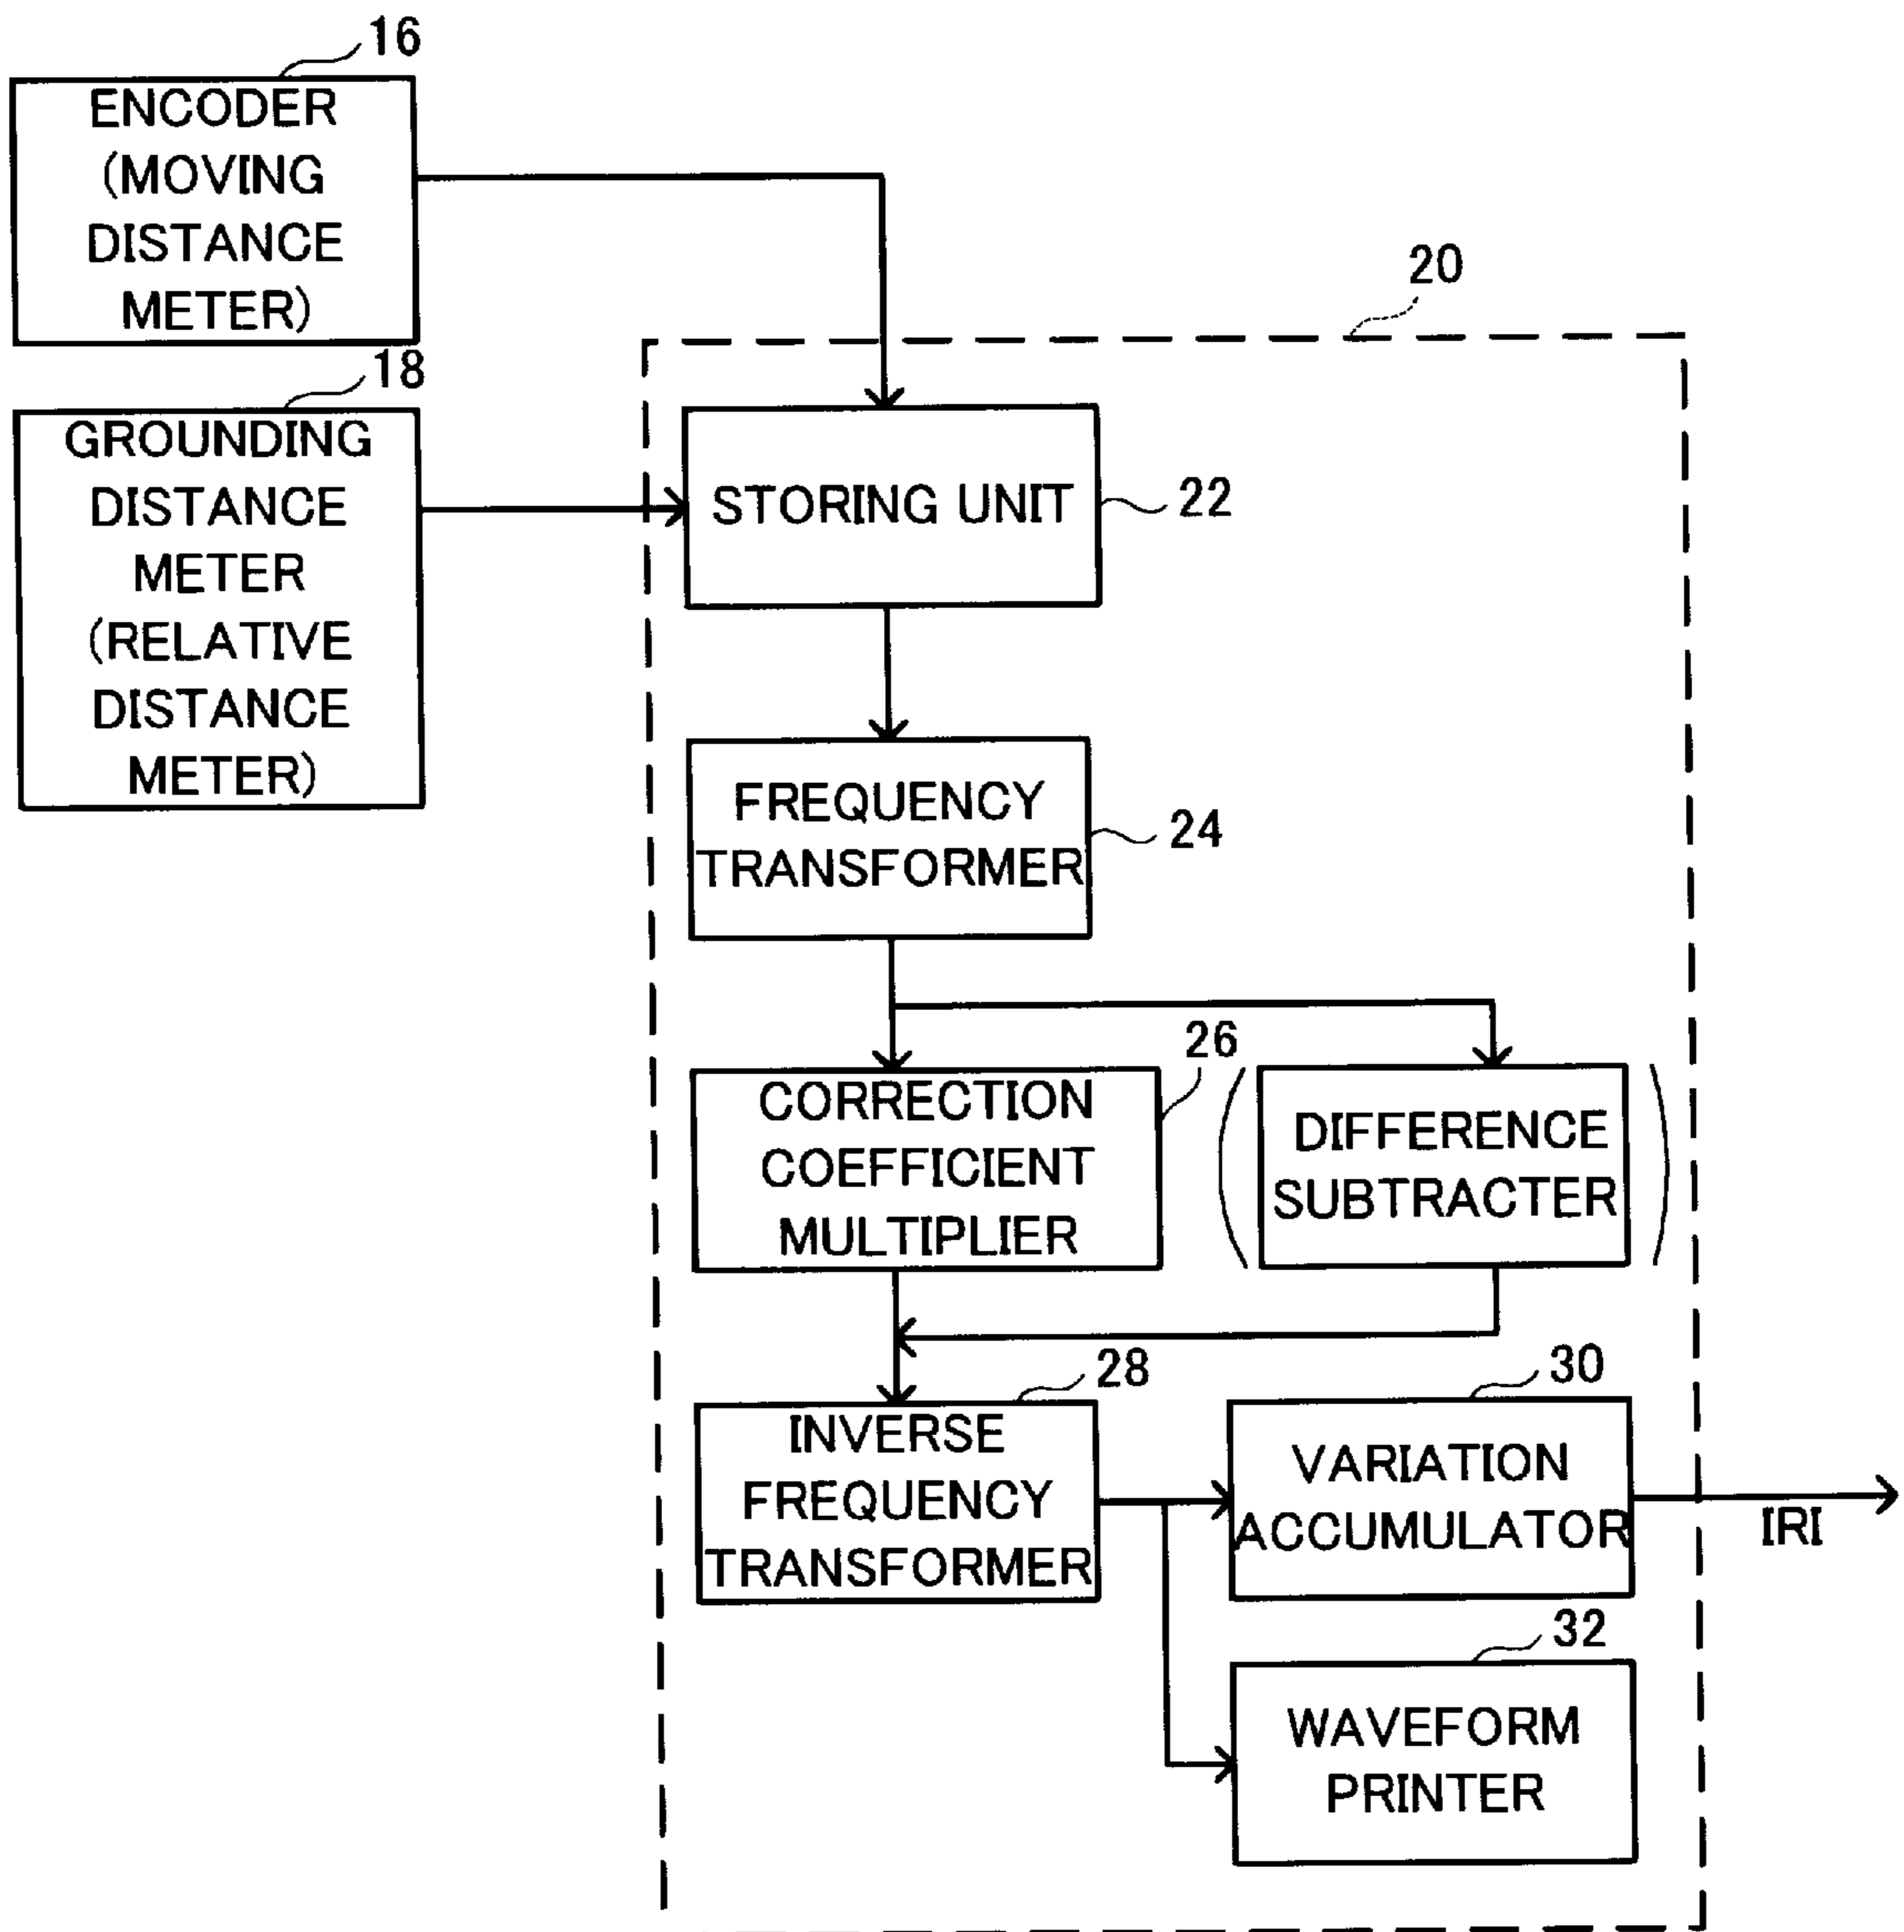 16
ENCODER
(MOVING
DISTANCE
METER)
20
18
GROUNDING
DISTANCE
METER
(RELATIVE
DISTANCE
METER)
STORING UNIT
22
FREQUENCY
TRANSFORMER
24
26
CORRECTION
COEFFICIENT
MULTIPLIER
DIFFERENCE
SUBTRACTER
28
INVERSE
FREQUENCY
TRANSFORMER
30
VARIATION
ACCUMULATOR
IRI
32
WAVEFORM
PRINTER